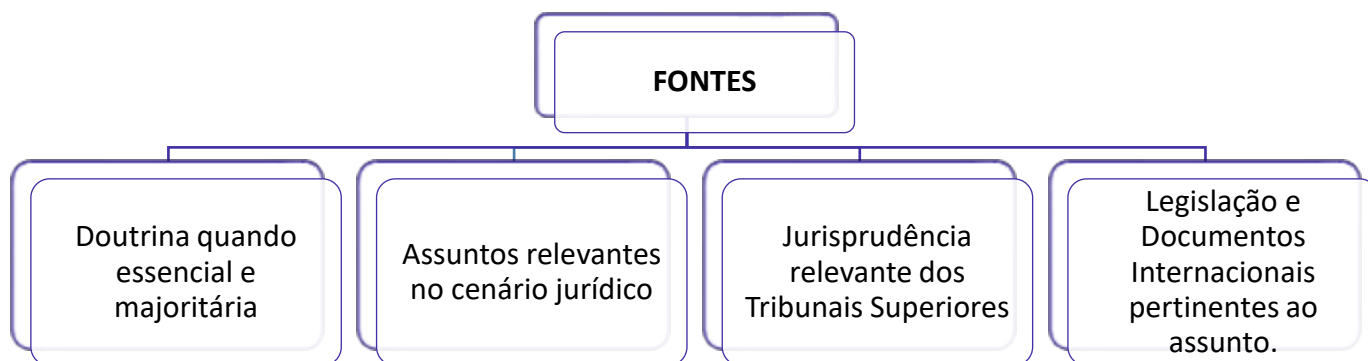 FONTES
Doutrina quando
essencial e
majoritária
Assuntos relevantes
no cenário jurídico
Jurisprudência
relevante dos
Tribunais Superiores
Legislação e
Documentos
Internacionais
pertinentes ao
assunto.